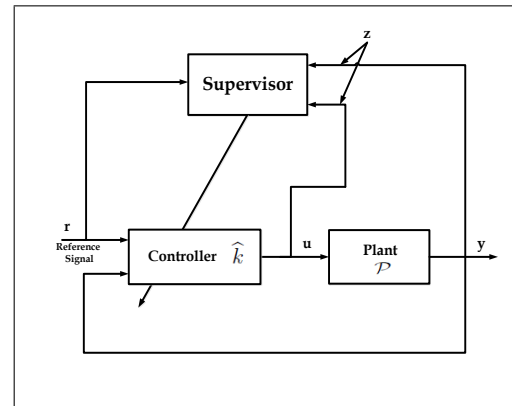 z
Supervisor
r
Reference
Signal
Controller k̂
u
Plant
𝒫
y